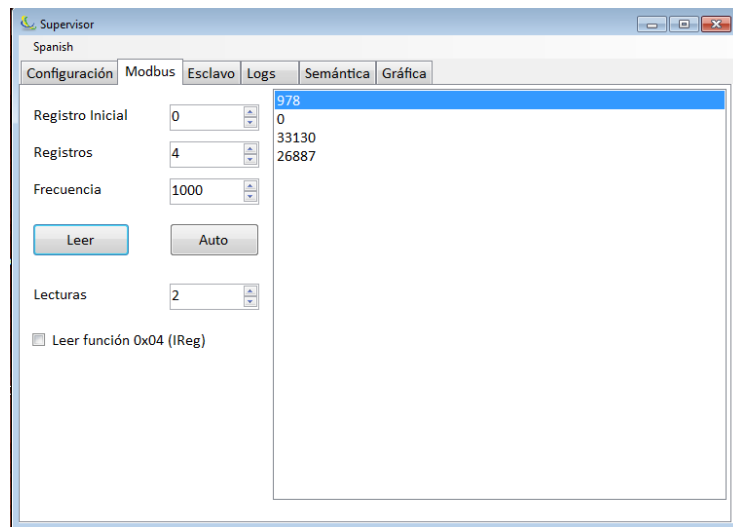 Supervisor
Spanish
Configuración Modbus Esclavo Logs Semántica Gráfica
Registro Inicial 0
Registros 4
Frecuencia 1000
Leer Auto
Lecturas 2
Leer función 0x04 (IReg)
978
0
33130
26887